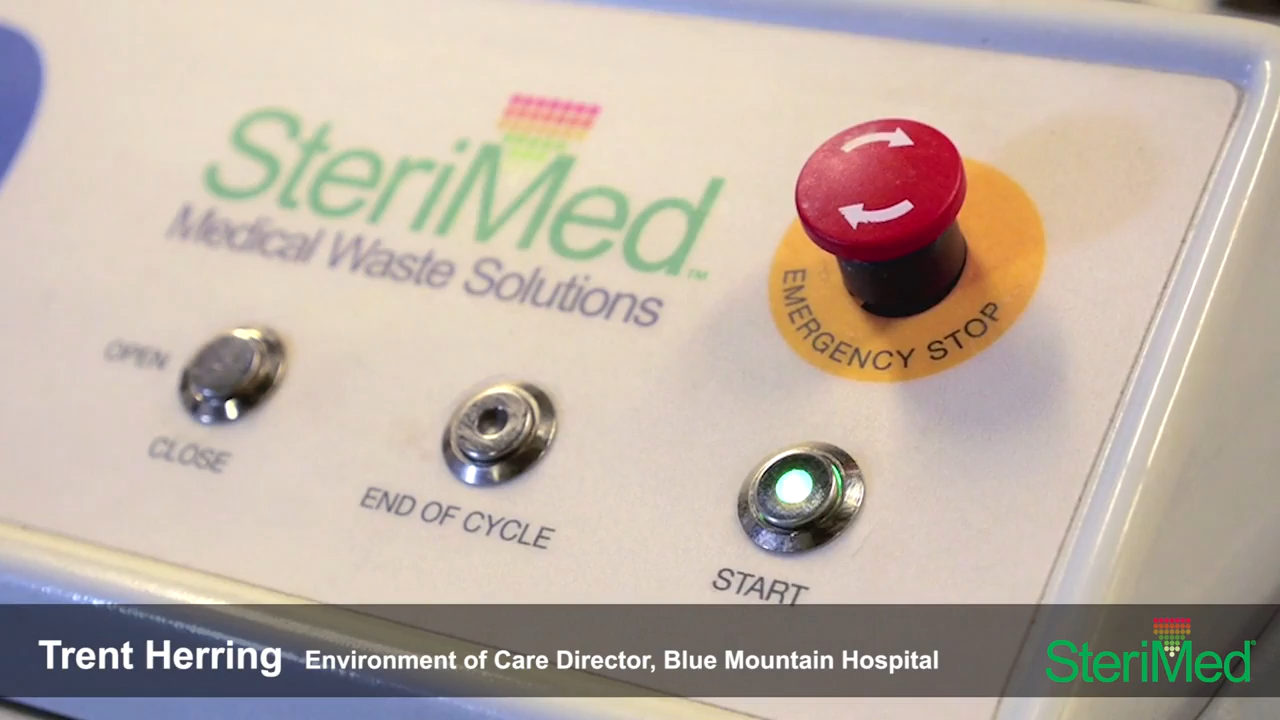 SteriMed™
Medical Waste Solutions
EMERGENCY STOP
OPEN
CLOSE
END OF CYCLE
START
Trent Herring Environment of Care Director, Blue Mountain Hospital
SteriMed®